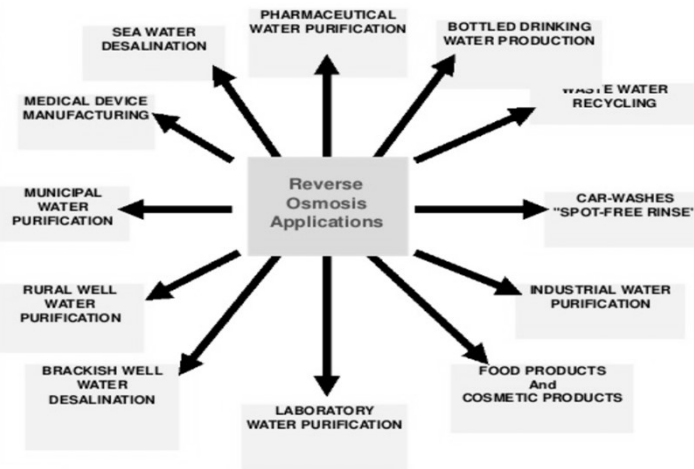 PHARMACEUTICAL
WATER PURIFICATION
SEA WATER
DESALINATION
BOTTLED DRINKING
WATER PRODUCTION
MEDICAL DEVICE
MANUFACTURING
WASTE WATER
RECYCLING
Reverse
Osmosis
Applications
MUNICIPAL
WATER
PURIFICATION
CAR-WASHES
"SPOT-FREE RINSE"
RURAL WELL
WATER
PURIFICATION
INDUSTRIAL WATER
PURIFICATION
BRACKISH WELL
WATER
DESALINATION
FOOD PRODUCTS
And
COSMETIC PRODUCTS
LABORATORY
WATER PURIFICATION